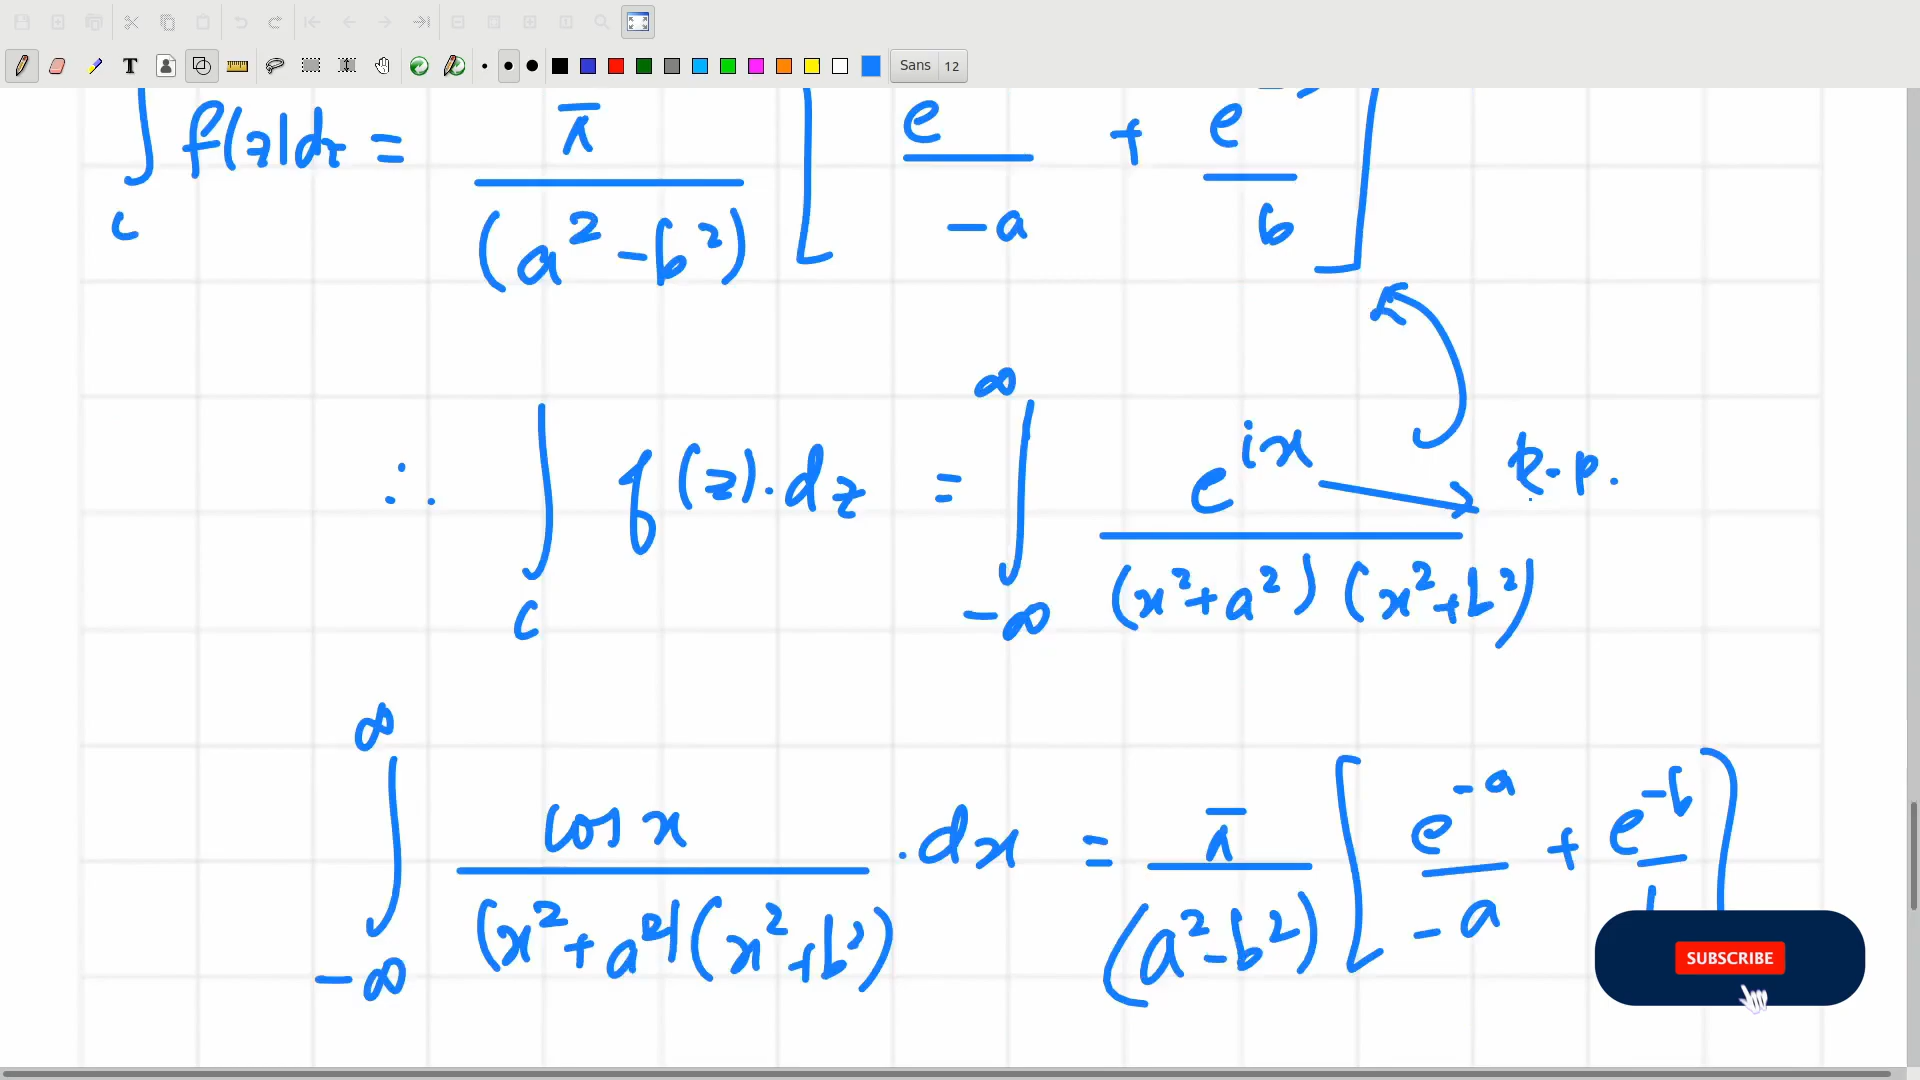 Sans 12
∫_C f(z)dz = π/(a² - b²) [ e/-a + e/b ]
∴ ∫_C f(z).dz = ∫_{-∞}^{∞} e^{ix}/((x²+a²)(x²+b²)) → R.P.
∫_{-∞}^{∞} cos x/((x²+a²)(x²+b²)) .dx = π/(a²-b²) [ e^{-a}/-a + e^{-b}/
SUBSCRIBE